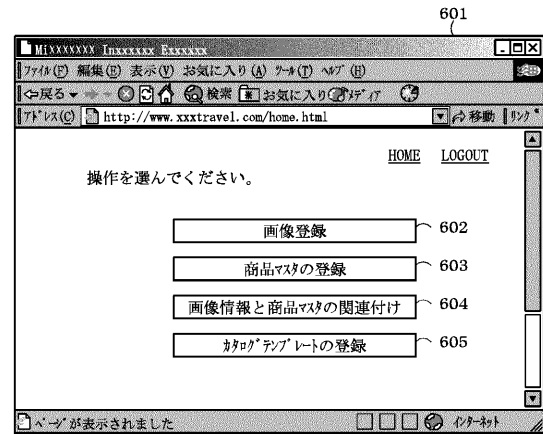 601
Mixxxxxxx Inxxxxxx Exxxxxx
ﾌｧｲﾙ(F) 編集(E) 表示(V) お気に入り(A) ﾂｰﾙ(T) ﾍﾙﾌﾟ(H)
戻る 検索 お気に入り ﾒﾃﾞｨｱ
ｱﾄﾞﾚｽ(C) http://www.xxxtravel.com/home.html 移動 ﾘﾝｸ
HOME LOGOUT
操作を選んでください。
画像登録 602
商品ﾏｽﾀの登録 603
画像情報と商品ﾏｽﾀの関連付け 604
ｶﾀﾛｸﾞﾃﾝﾌﾟﾚｰﾄの登録 605
ﾍﾟｰｼﾞが表示されました ｲﾝﾀｰﾈｯﾄ